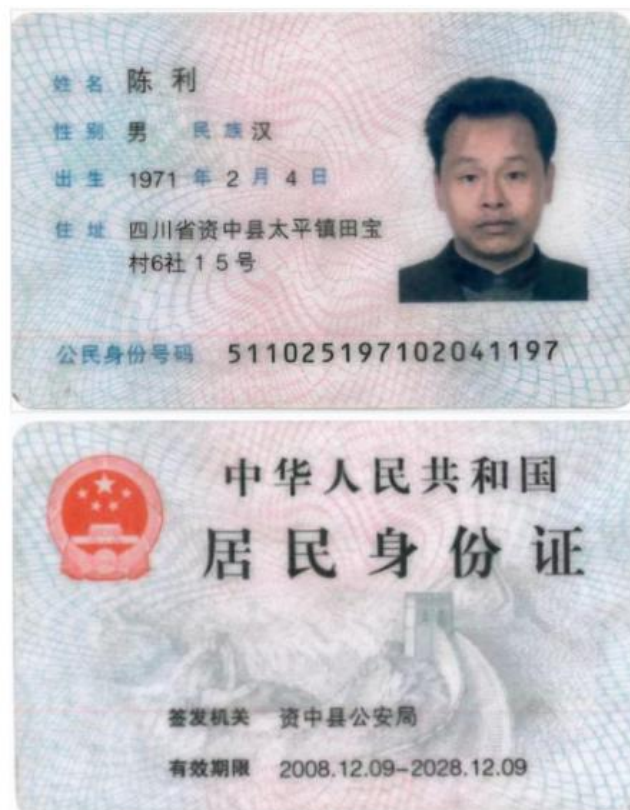 姓名 陈利
性别 男 民族 汉
出生 1971 年 2 月 4 日
住址 四川省资中县太平镇田宝
村6社15号
公民身份号码 511025197102041197
中华人民共和国
居民身份证
签发机关 资中县公安局
有效期限 2008.12.09-2028.12.09